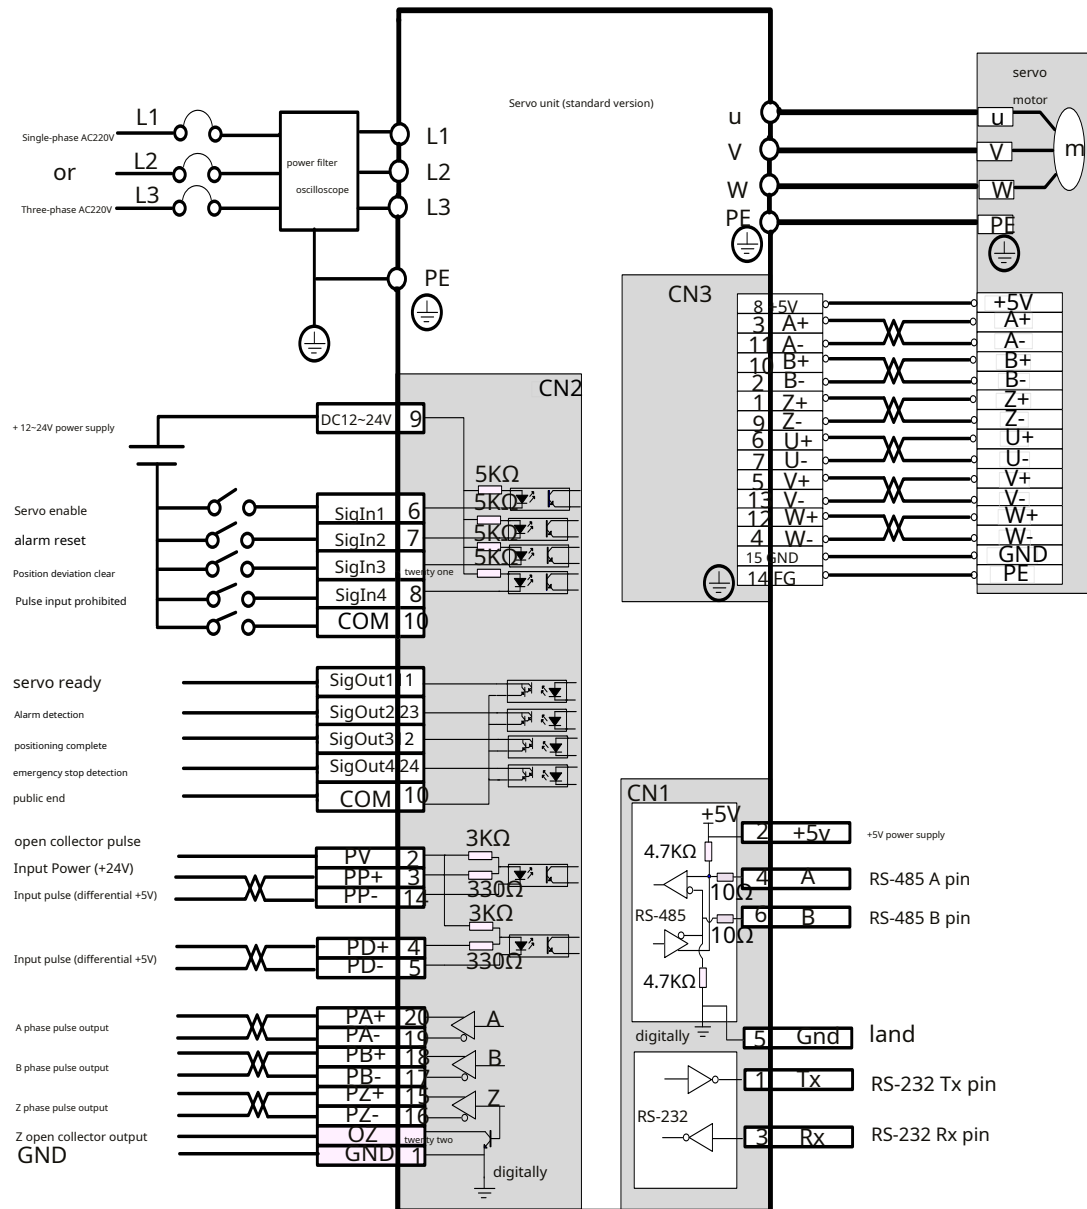 Servo unit (standard version)
L1
Single-phase AC220V
or
L2
Three-phase AC220V
L3
power filter
oscilloscope
L1
L2
L3
PE
u
V
W
PE
servo
motor
u
V
W
PE
m
CN3
8 +5V
3 A+
11 A-
10 B+
2 B-
1 Z+
9 Z-
6 U+
7 U-
5 V+
13 V-
12 W+
4 W-
15 GND
14 FG
+5V
A+
A-
B+
B-
Z+
Z-
U+
U-
V+
V-
W+
W-
GND
PE
CN2
+ 12~24V power supply
DC12~24V 9
5KΩ
5KΩ
5KΩ
5KΩ
Servo enable
SigIn1 6
alarm reset
SigIn2 7
Position deviation clear
SigIn3 twenty one
Pulse input prohibited
SigIn4 8
COM 10
servo ready
SigOut1 11
Alarm detection
SigOut2 23
positioning complete
SigOut3 12
emergency stop detection
SigOut4 24
public end
COM 10
open collector pulse
Input Power (+24V)
PV 2
3KΩ
Input pulse (differential +5V)
PP+ 3
PP- 14
330Ω
3KΩ
Input pulse (differential +5V)
PD+ 4
PD- 5
330Ω
A phase pulse output
PA+ 20
PA- 19
A
B phase pulse output
PB+ 18
PB- 17
B
Z phase pulse output
PZ+ 15
PZ- 16
Z
Z open collector output
OZ twenty two
GND
GND 1
digitally
CN1
+5V
2 +5v
+5V power supply
4.7KΩ
4 A
RS-485 A pin
10Ω
RS-485
6 B
RS-485 B pin
10Ω
4.7KΩ
digitally
5 Gnd
land
1 Tx
RS-232 Tx pin
RS-232
3 Rx
RS-232 Rx pin